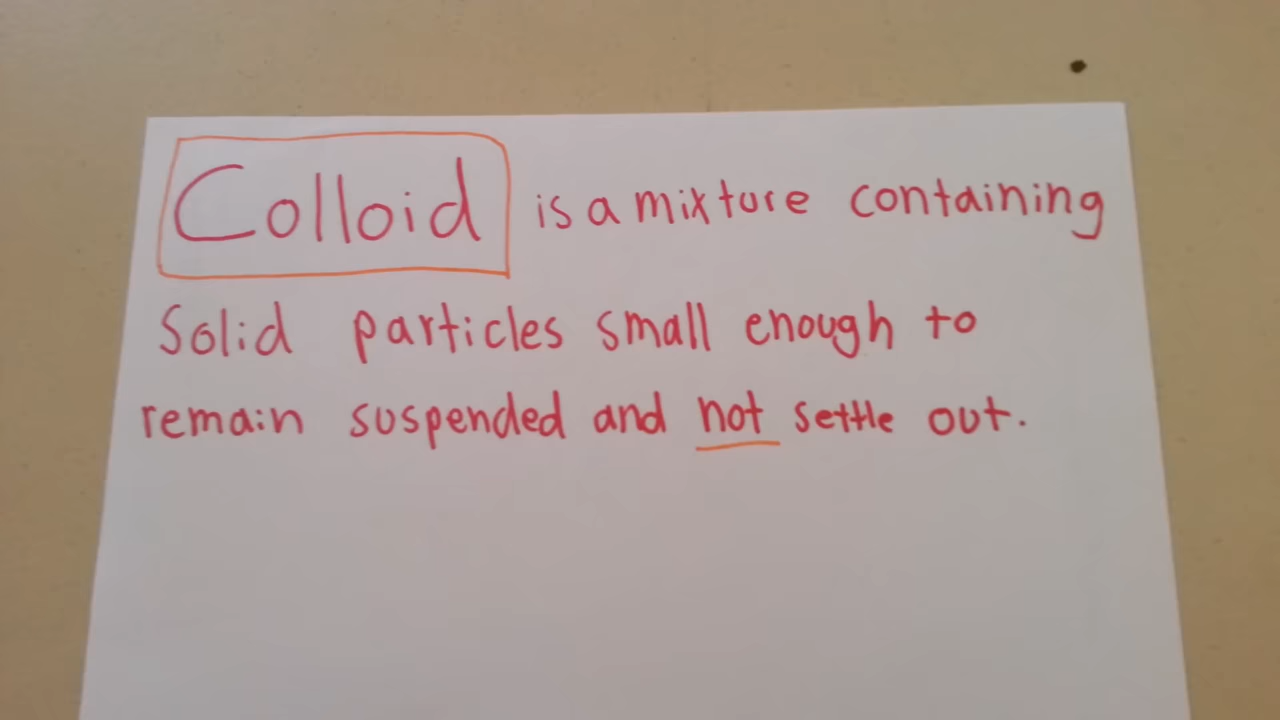 Colloid is a mixture containing
Solid particles small enough to
remain suspended and not settle out.